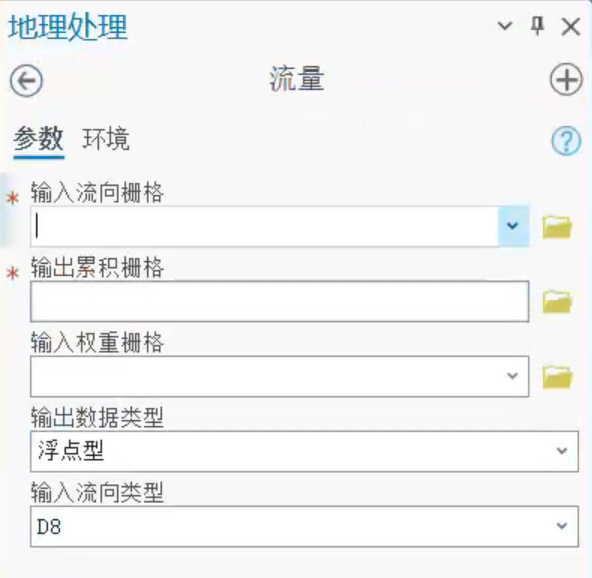 地理处理
流量
参数 环境
?
* 输入流向栅格
* 输出累积栅格
输入权重栅格
输出数据类型
浮点型
输入流向类型
D8